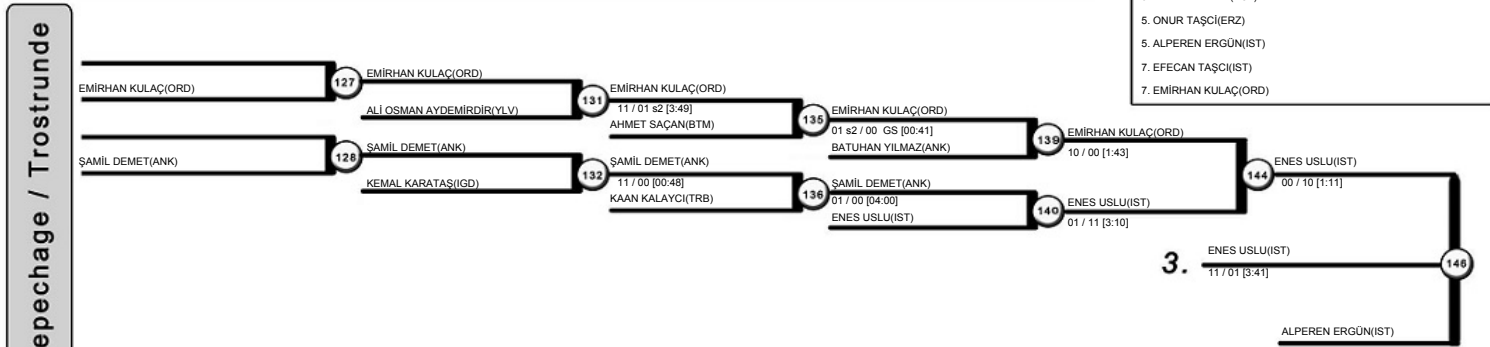 5. ONUR TAŞCİ(ERZ)
5. ALPEREN ERGÜN(IST)
7. EFECAN TAŞCI(IST)
7. EMİRHAN KULAÇ(ORD)
epechage / Trostrunde
EMİRHAN KULAÇ(ORD)
127
EMİRHAN KULAÇ(ORD)
ALİ OSMAN AYDEMİRDİR(YLV)
131
EMİRHAN KULAÇ(ORD)
11 / 01 s2 [3:49]
AHMET SAÇAN(BTM)
135
EMİRHAN KULAÇ(ORD)
01 s2 / 00 GS [00:41]
BATUHAN YILMAZ(ANK)
139
EMİRHAN KULAÇ(ORD)
10 / 00 [1:43]
ŞAMİL DEMET(ANK)
128
ŞAMİL DEMET(ANK)
KEMAL KARATAŞ(IGD)
132
ŞAMİL DEMET(ANK)
11 / 00 [00:48]
KAAN KALAYCI(TRB)
136
ŞAMİL DEMET(ANK)
01 / 00 [04:00]
ENES USLU(IST)
140
ENES USLU(IST)
01 / 11 [3:10]
144
ENES USLU(IST)
00 / 10 [1:11]
3.
ENES USLU(IST)
11 / 01 [3:41]
146
ALPEREN ERGÜN(IST)